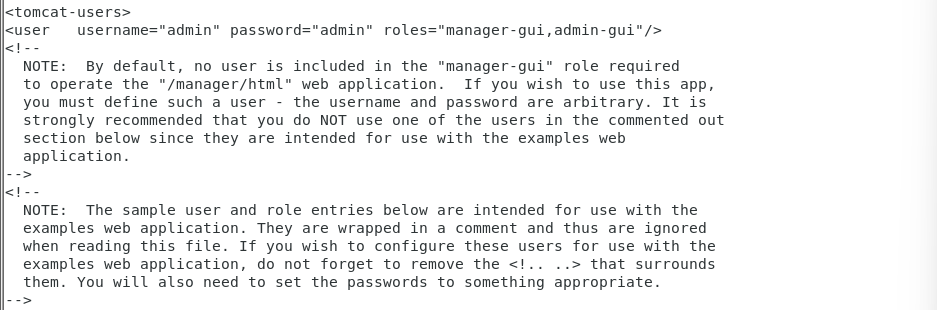 <tomcat-users>
<user   username="admin" password="admin" roles="manager-gui,admin-gui"/>
<!--
  NOTE:  By default, no user is included in the "manager-gui" role required
  to operate the "/manager/html" web application.  If you wish to use this app,
  you must define such a user - the username and password are arbitrary. It is
  strongly recommended that you do NOT use one of the users in the commented out
  section below since they are intended for use with the examples web
  application.
-->
<!--
  NOTE:  The sample user and role entries below are intended for use with the
  examples web application. They are wrapped in a comment and thus are ignored
  when reading this file. If you wish to configure these users for use with the
  examples web application, do not forget to remove the <!.. ..> that surrounds
  them. You will also need to set the passwords to something appropriate.
-->